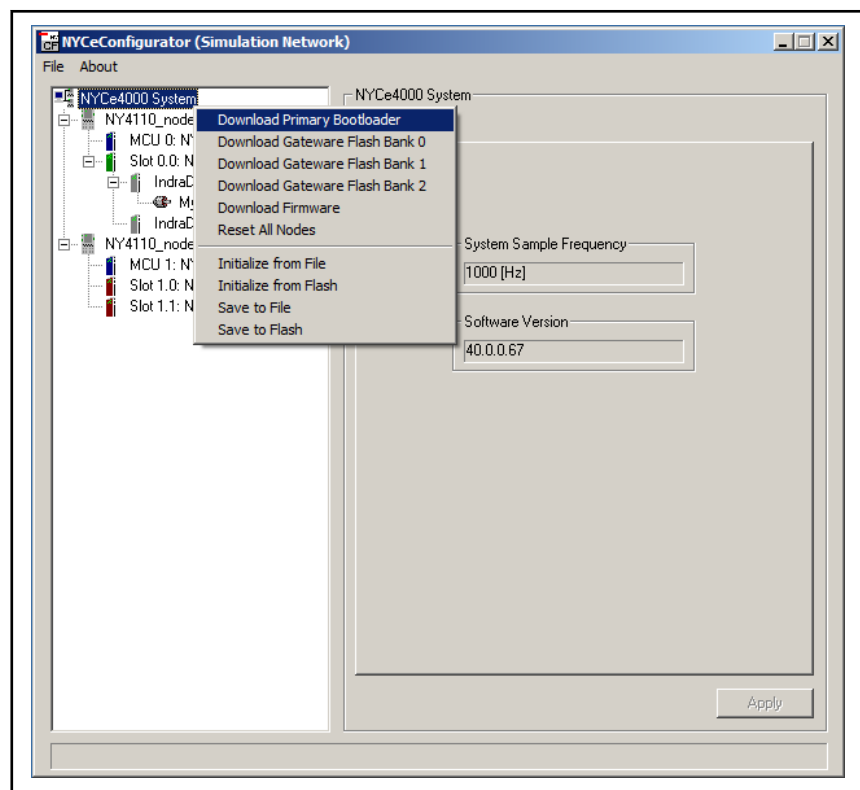 NYCeConfigurator (Simulation Network)
File About
NYCe4000 System
NY4110_node
MCU 0: N
Slot 0.0: N
IndraD
M
IndraD
NY4110_node
MCU 1: N
Slot 1.0: N
Slot 1.1: N
Download Primary Bootloader
Download Gateware Flash Bank 0
Download Gateware Flash Bank 1
Download Gateware Flash Bank 2
Download Firmware
Reset All Nodes
Initialize from File
Initialize from Flash
Save to File
Save to Flash
NYCe4000 System
System Sample Frequency
1000 [Hz]
Software Version
40.0.0.67
Apply